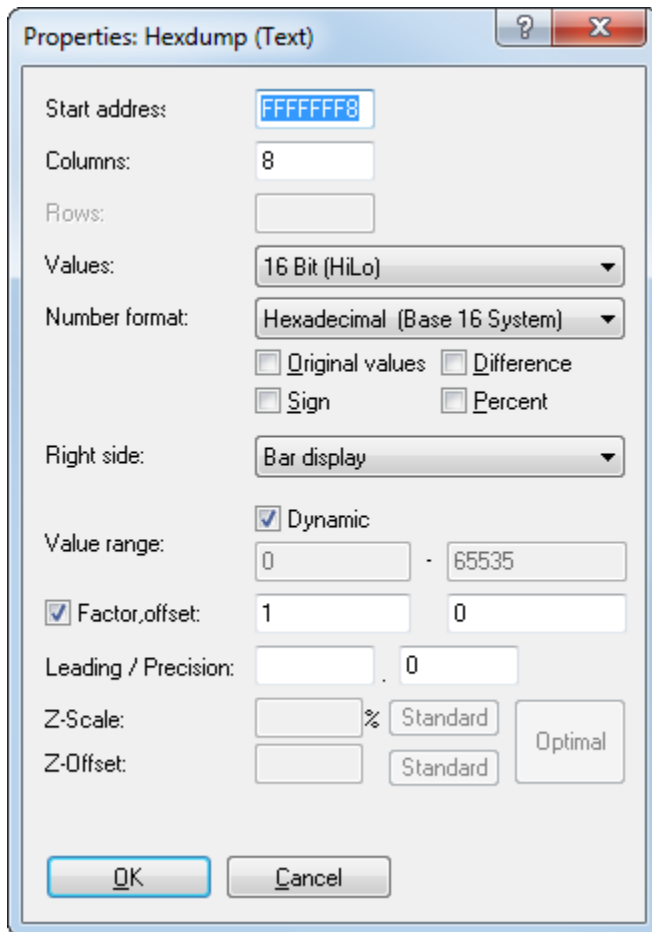 Properties: Hexdump (Text)
?
X
Start address
FFFFFFF8
Columns:
8
Rows:
Values:
16 Bit (HiLo)
Number format:
Hexadecimal (Base 16 System)
Original values Difference
Sign Percent
Right side:
Bar display
Dynamic
Value range:
0 - 65535
Factor,offset: 1 0
Leading / Precision: . 0
Z-Scale: % Standard
Optimal
Z-Offset: Standard
OK Cancel